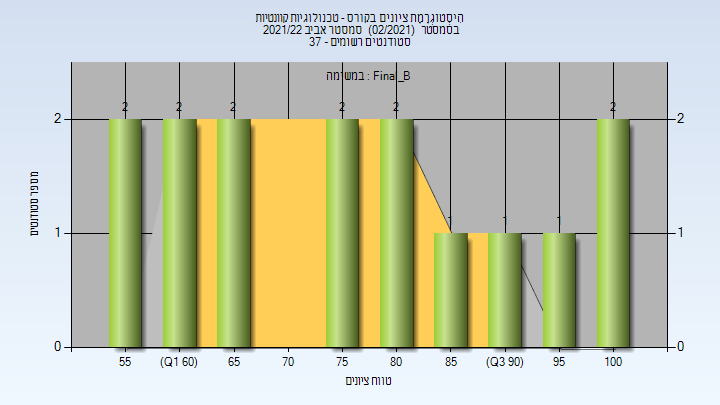 היסטוגרמת ציונים בקורס - טכנולוגיות קוונטיות
בסמסטר (02/2021) סמסטר אביב 2021/22
סטודנטים רשומים - 37
במשימה : Final_B
2 2 2 2 2 1 1 1 2
2 2
1 1
0 0
מספר סטודנטים
55 (Q1 60) 65 70 75 80 85 (Q3 90) 95 100
טווח ציונים